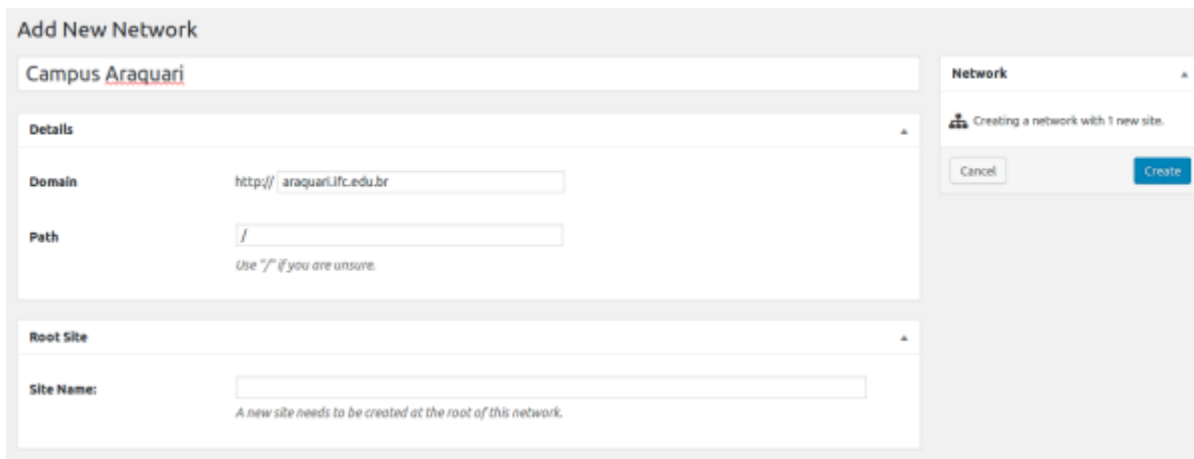 Add New Network
Campus Araquari
Details
Domain
http:// araquari.ifc.edu.br
Path
/
Use "/" if you are unsure.
Root Site
Site Name:
A new site needs to be created at the root of this network.
Network
Creating a network with 1 new site.
Cancel
Create